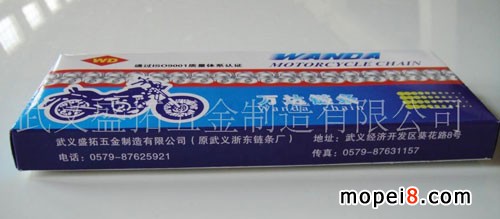 WD
通过ISO9001质量体系认证
WANDA
MOTORCYCLE CHAIN
万达链条
Wanda chain
武义盛拓五金制造有限公司
武义盛拓五金制造有限公司（原武义浙东链条厂）
地址：武义经济开发区葵花路8号
电话：0579-87625921
传真：0579-87631157
mopei8.com